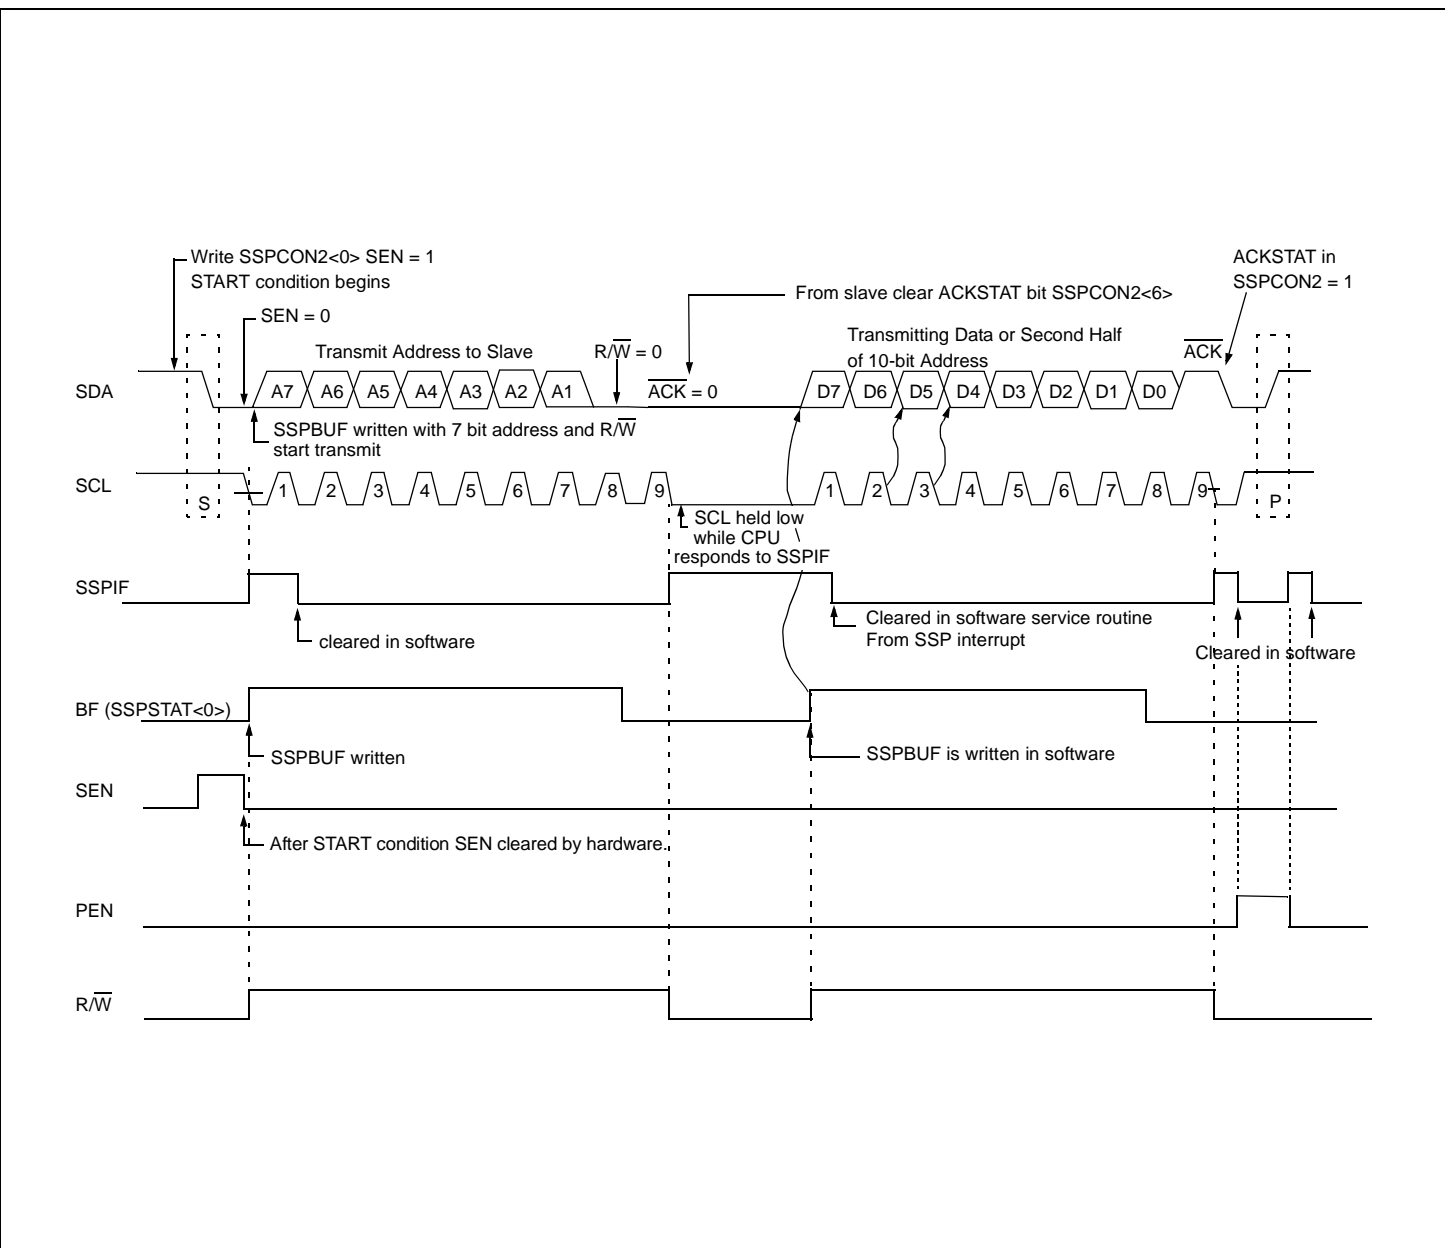 Write SSPCON2<0> SEN = 1
START condition begins
ACKSTAT in
SSPCON2 = 1
From slave clear ACKSTAT bit SSPCON2<6>
SEN = 0
Transmitting Data or Second Half
of 10-bit Address
Transmit Address to Slave
R/W̅ = 0
A̅C̅K̅
SDA
A7 A6 A5 A4 A3 A2 A1
A̅C̅K̅ = 0
D7 D6 D5 D4 D3 D2 D1 D0
SSPBUF written with 7 bit address and R/W̅
start transmit
SCL
S
1 2 3 4 5 6 7 8 9
1 2 3 4 5 6 7 8 9
P
SCL held low
while CPU
responds to SSPIF
SSPIF
cleared in software
Cleared in software service routine
From SSP interrupt
Cleared in software
BF (SSPSTAT<0>)
SSPBUF written
SSPBUF is written in software
SEN
After START condition SEN cleared by hardware.
PEN
R/W̅